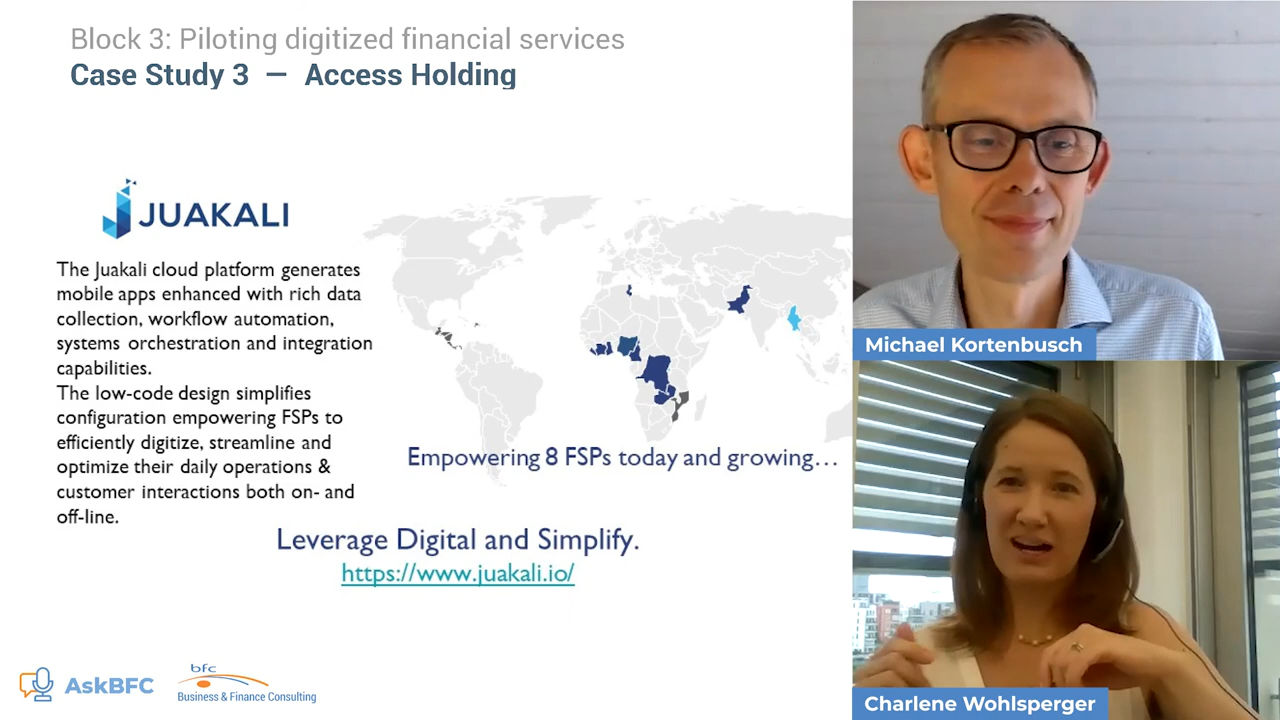 Block 3: Piloting digitized financial services
Case Study 3 — Access Holding
JUAKALI
The Juakali cloud platform generates
mobile apps enhanced with rich data
collection, workflow automation,
systems orchestration and integration
capabilities.
The low-code design simplifies
configuration empowering FSPs to
efficiently digitize, streamline and
optimize their daily operations &
customer interactions both on- and
off-line.
Empowering 8 FSPs today and growing…
Leverage Digital and Simplify.
https://www.juakali.io/
AskBFC
bfc
Business & Finance Consulting
Michael Kortenbusch
Charlene Wohlsperger